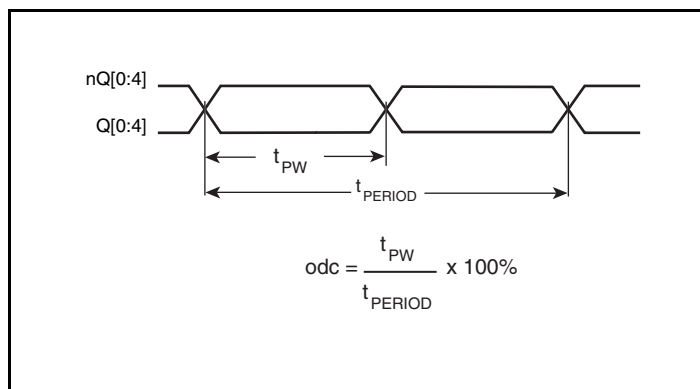 nQ[0:4]
Q[0:4]
tPW
tPERIOD
odc = tPW / tPERIOD x 100%